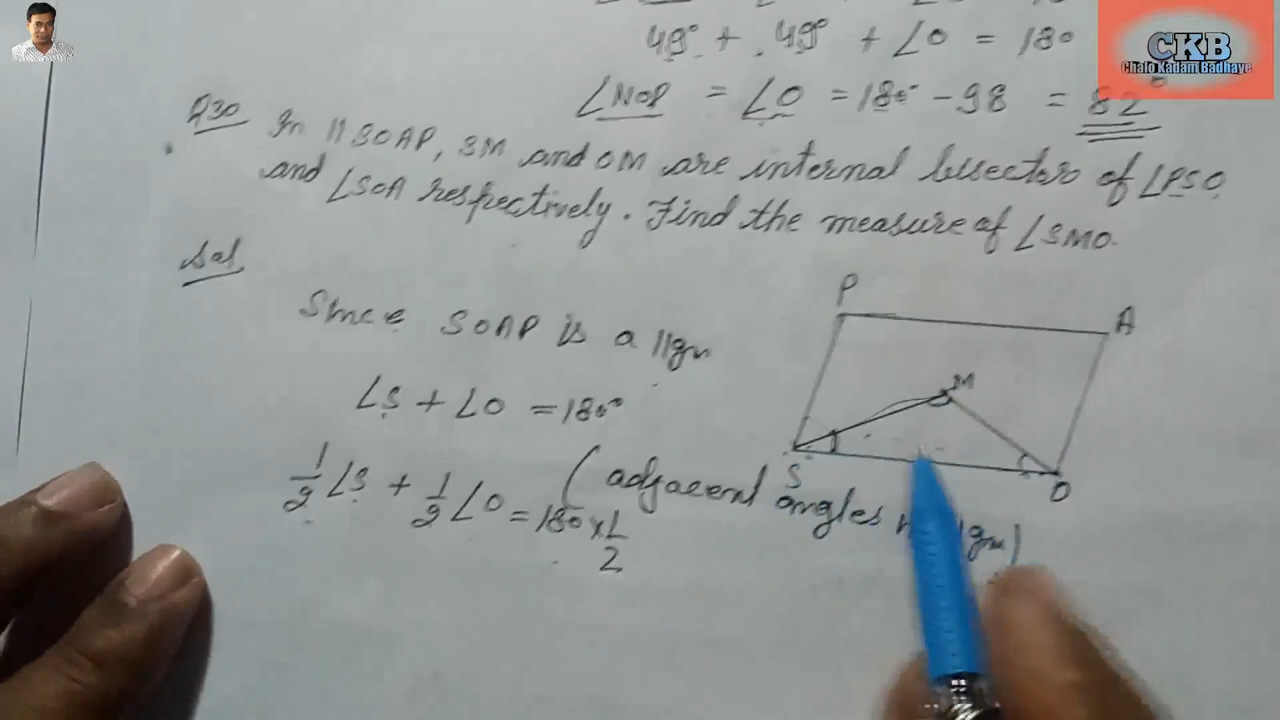 49° + 49° + ∠O = 180
∠NOP = ∠O = 180° - 98 = 82°
CKB
Chalo Kadam Badhaye
Q30 In ||SOAP, SM and OM are internal bisectors of ∠PSO
and ∠SOA respectively. Find the measure of ∠SMO.
Sol
Since SOAP is a ||gm
∠S + ∠O = 180°
(adjacent angles gm)
1/2 ∠S + 1/2 ∠O = 180 × 1/2
P
A
M
S
O